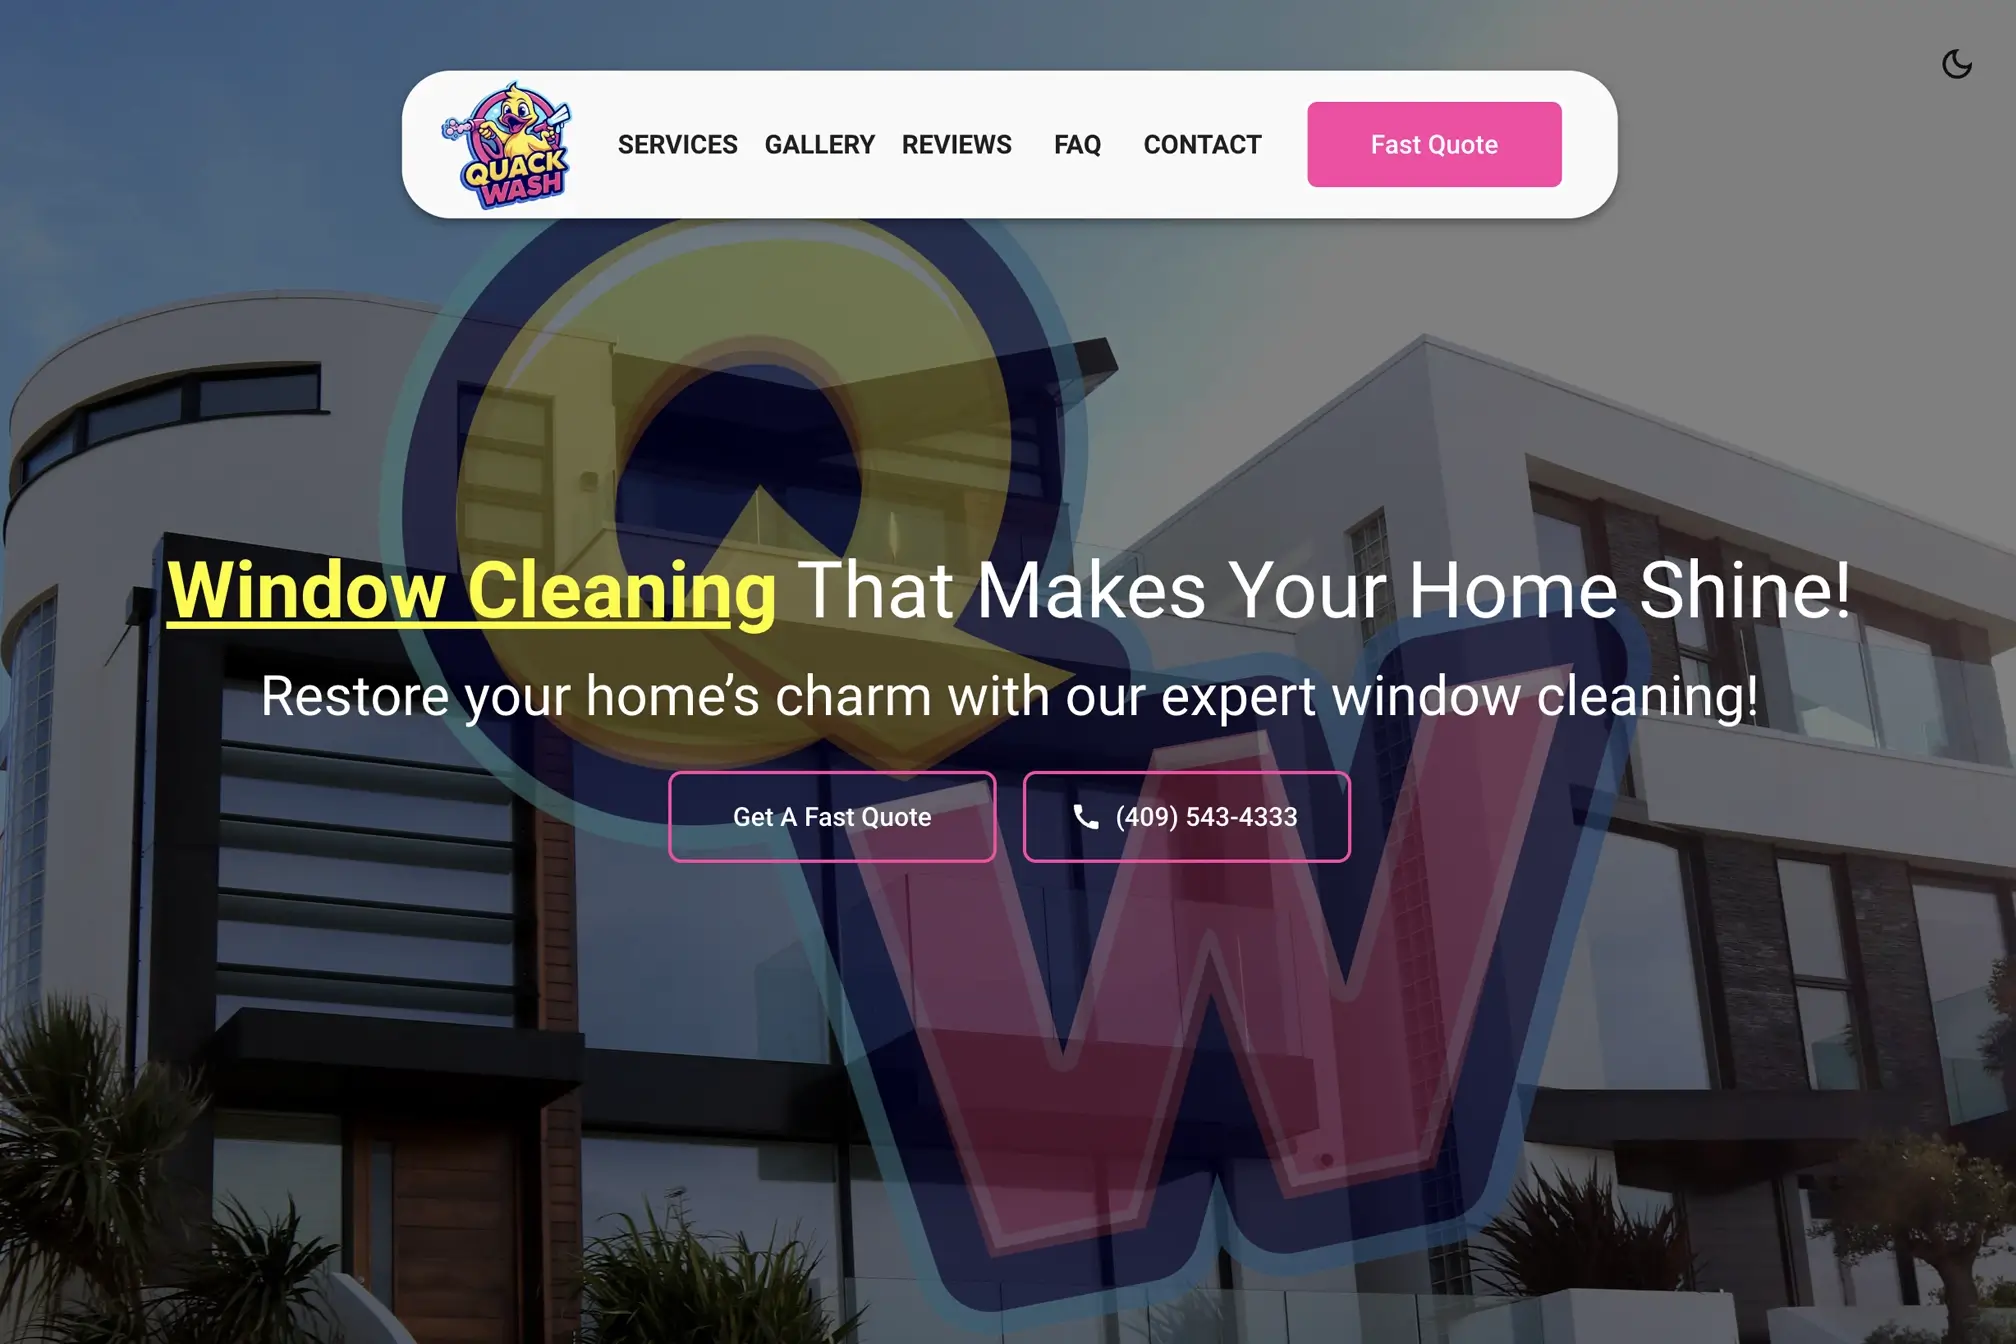 QUACK
WASH
SERVICES GALLERY REVIEWS FAQ CONTACT Fast Quote
QW
Window Cleaning That Makes Your Home Shine!
Restore your home’s charm with our expert window cleaning!
Get A Fast Quote (409) 543-4333